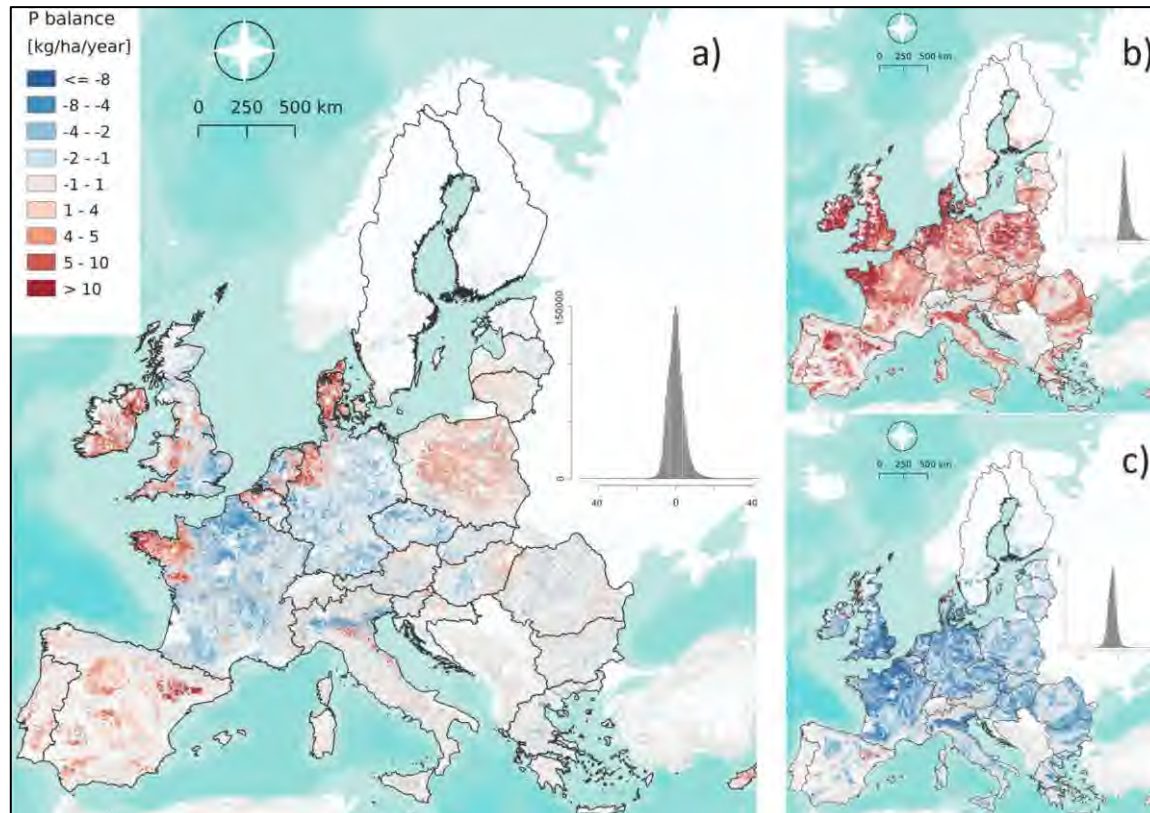 P balance
[kg/ha/year]
<= -8
-8 - -4
-4 - -2
-2 - -1
-1 - 1
1 - 4
4 - 5
5 - 10
> 10
0 250 500 km
a)
150000
0
40 0 40
b)
0 250 500 km
c)
0 250 500 km